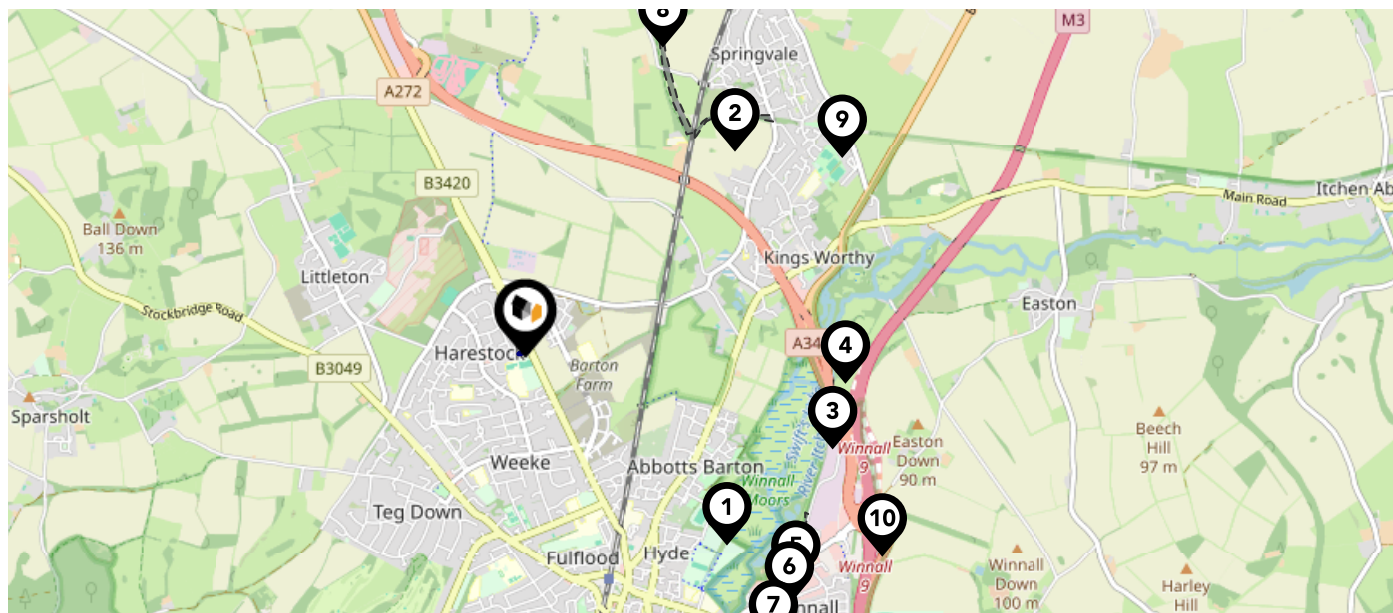 8
M3
Springvale
A272
2
9
B3420
Itchen Ab
Main Road
Ball Down
136 m
Kings Worthy
Littleton
Easton
Stockbridge Road
A34
4
Harestock
B3049
Barton
Farm
3
Sparsholt
Beech
Hill
97 m
Easton
Down
90 m
Winnall
9
Weeke
Abbotts Barton
Winnall
Moors
Teg Down
1
10
5
Fulflood
Hyde
6
Winnall
9
Winnall
Down
100 m
Harley
Hill
7
nnall